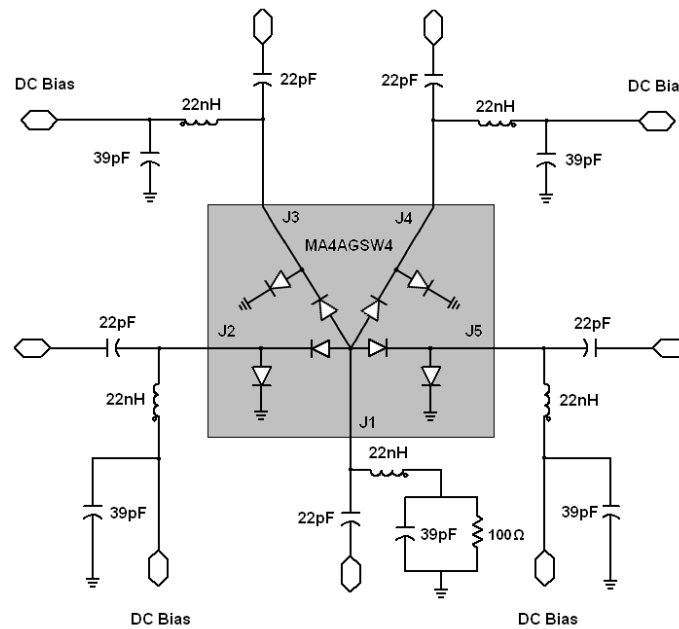 22pF
22pF
DC Bias
22nH
22nH
DC Bia
39pF
39pF
J3
J4
MA4AGSW4
22pF
J2
J5
22pF
22nH
22nH
J1
22nH
39pF
22pF
39pF
100Ω
39pF
DC Bias
DC Bias